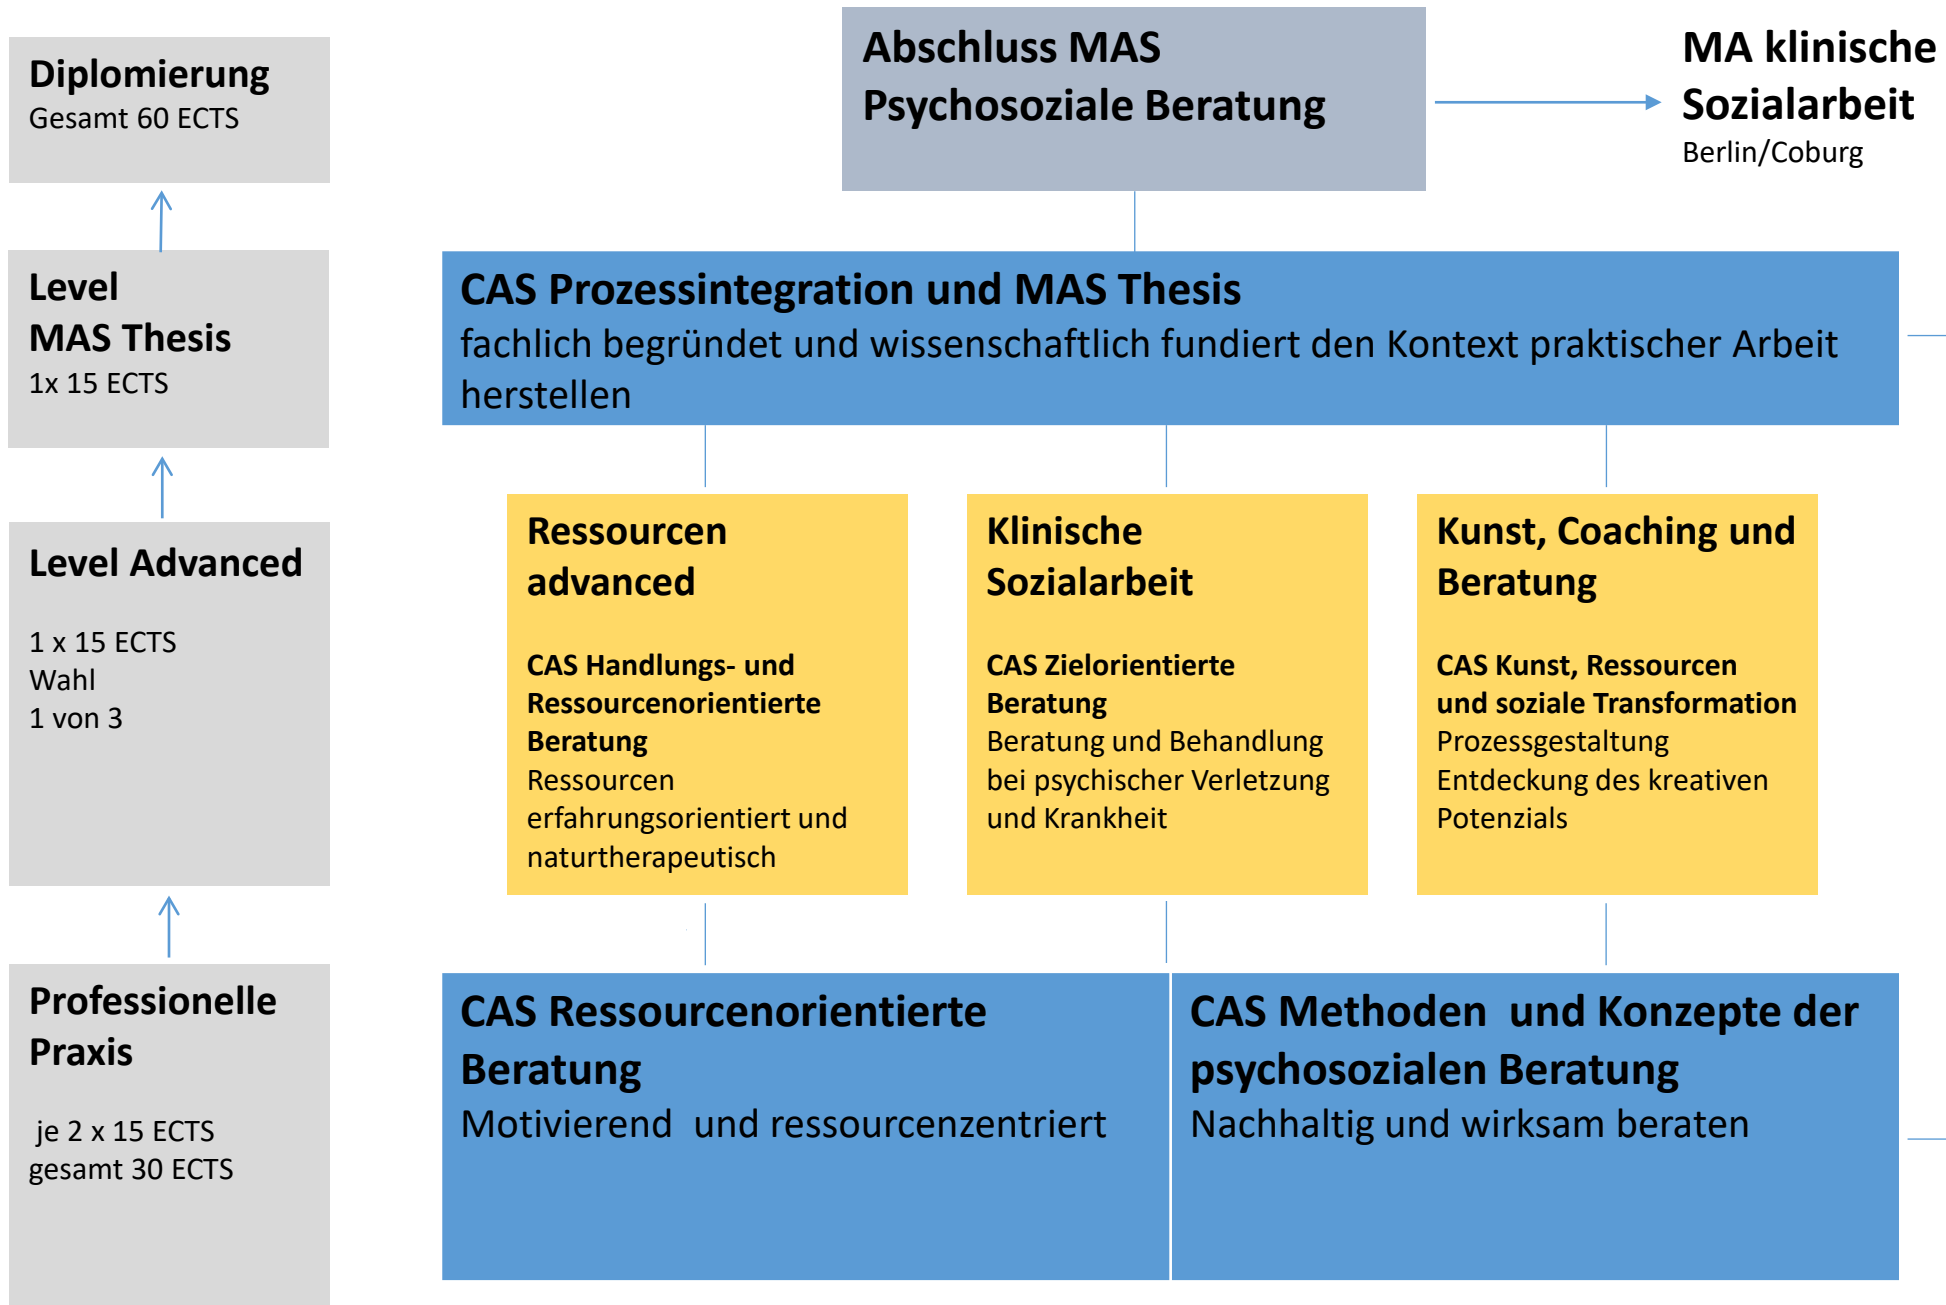 Diplomierung
Gesamt 60 ECTS
Abschluss MAS
Psychosoziale Beratung
MA klinische
Sozialarbeit
Berlin/Coburg
Level
MAS Thesis
1x 15 ECTS
CAS Prozessintegration und MAS Thesis
fachlich begründet und wissenschaftlich fundiert den Kontext praktischer Arbeit
herstellen
Level Advanced
1 x 15 ECTS
Wahl
1 von 3
Ressourcen
advanced
CAS Handlungs- und
Ressourcenorientierte
Beratung
Ressourcen
erfahrungsorientiert und
naturtherapeutisch
Klinische
Sozialarbeit
CAS Zielorientierte
Beratung
Beratung und Behandlung
bei psychischer Verletzung
und Krankheit
Kunst, Coaching und
Beratung
CAS Kunst, Ressourcen
und soziale Transformation
Prozessgestaltung
Entdeckung des kreativen
Potenzials
Professionelle
Praxis
je 2 x 15 ECTS
gesamt 30 ECTS
CAS Ressourcenorientierte
Beratung
Motivierend  und ressourcenzentriert
CAS Methoden  und Konzepte der
psychosozialen Beratung
Nachhaltig und wirksam beraten